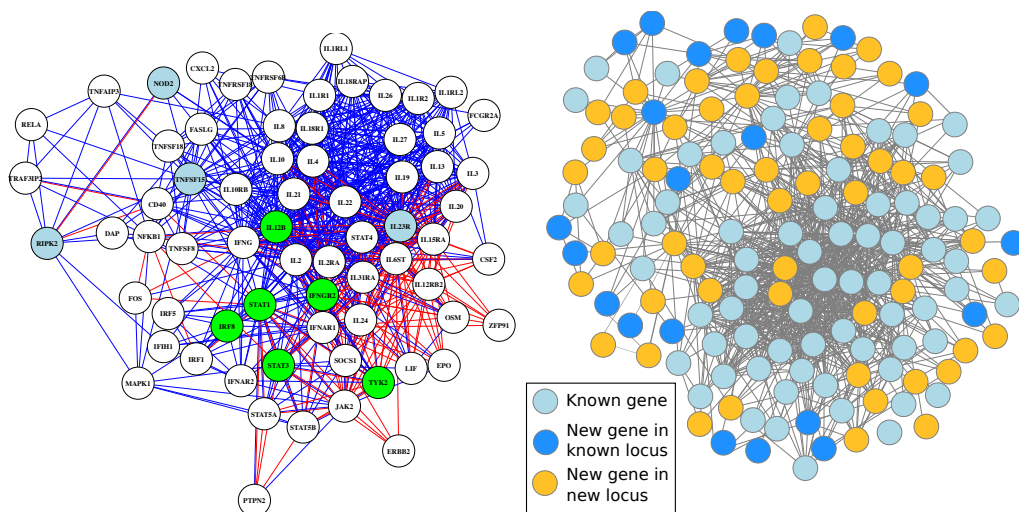 IL1RL1
CXCL2
TNFRSF18
TNFRSF6B
NOD2
IL18RAP
TNFAIP3
IL1R1
IL26
IL1R2
IL1RL2
FCGR2A
RELA
FASLG
IL8
IL18R1
IL5
TNFSF18
IL27
IL10
IL4
TRAF3IP2
TNFSF15
IL19
IL13
IL3
IL10RB
IL21
IL22
IL20
CD40
IL12B
IL23R
DAP
NFKB1
TNFSF8
IFNG
STAT4
IL15RA
RIPK2
IL2
IL2RA
IL6ST
CSF2
IL31RA
IL12RB2
FOS
STAT1
IFNGR2
IRF5
IRF8
IFNAR1
IL24
OSM
ZFP91
IFIH1
IRF1
STAT3
SOCS1
LIF
EPO
MAPK1
IFNAR2
TYK2
STAT5A
JAK2
STAT5B
ERBB2
PTPN2
Known gene
New gene in
known locus
New gene in
new locus